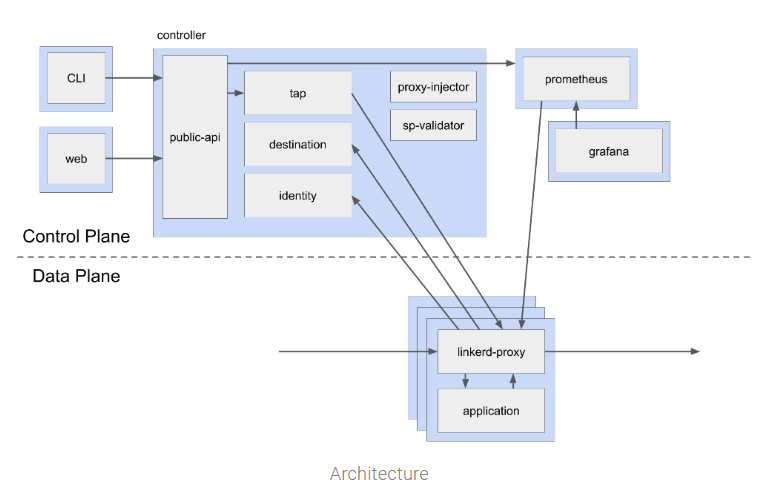 controller
CLI
web
public-api
tap
destination
identity
proxy-injector
sp-validator
prometheus
grafana
Control Plane
Data Plane
linkerd-proxy
application
Architecture